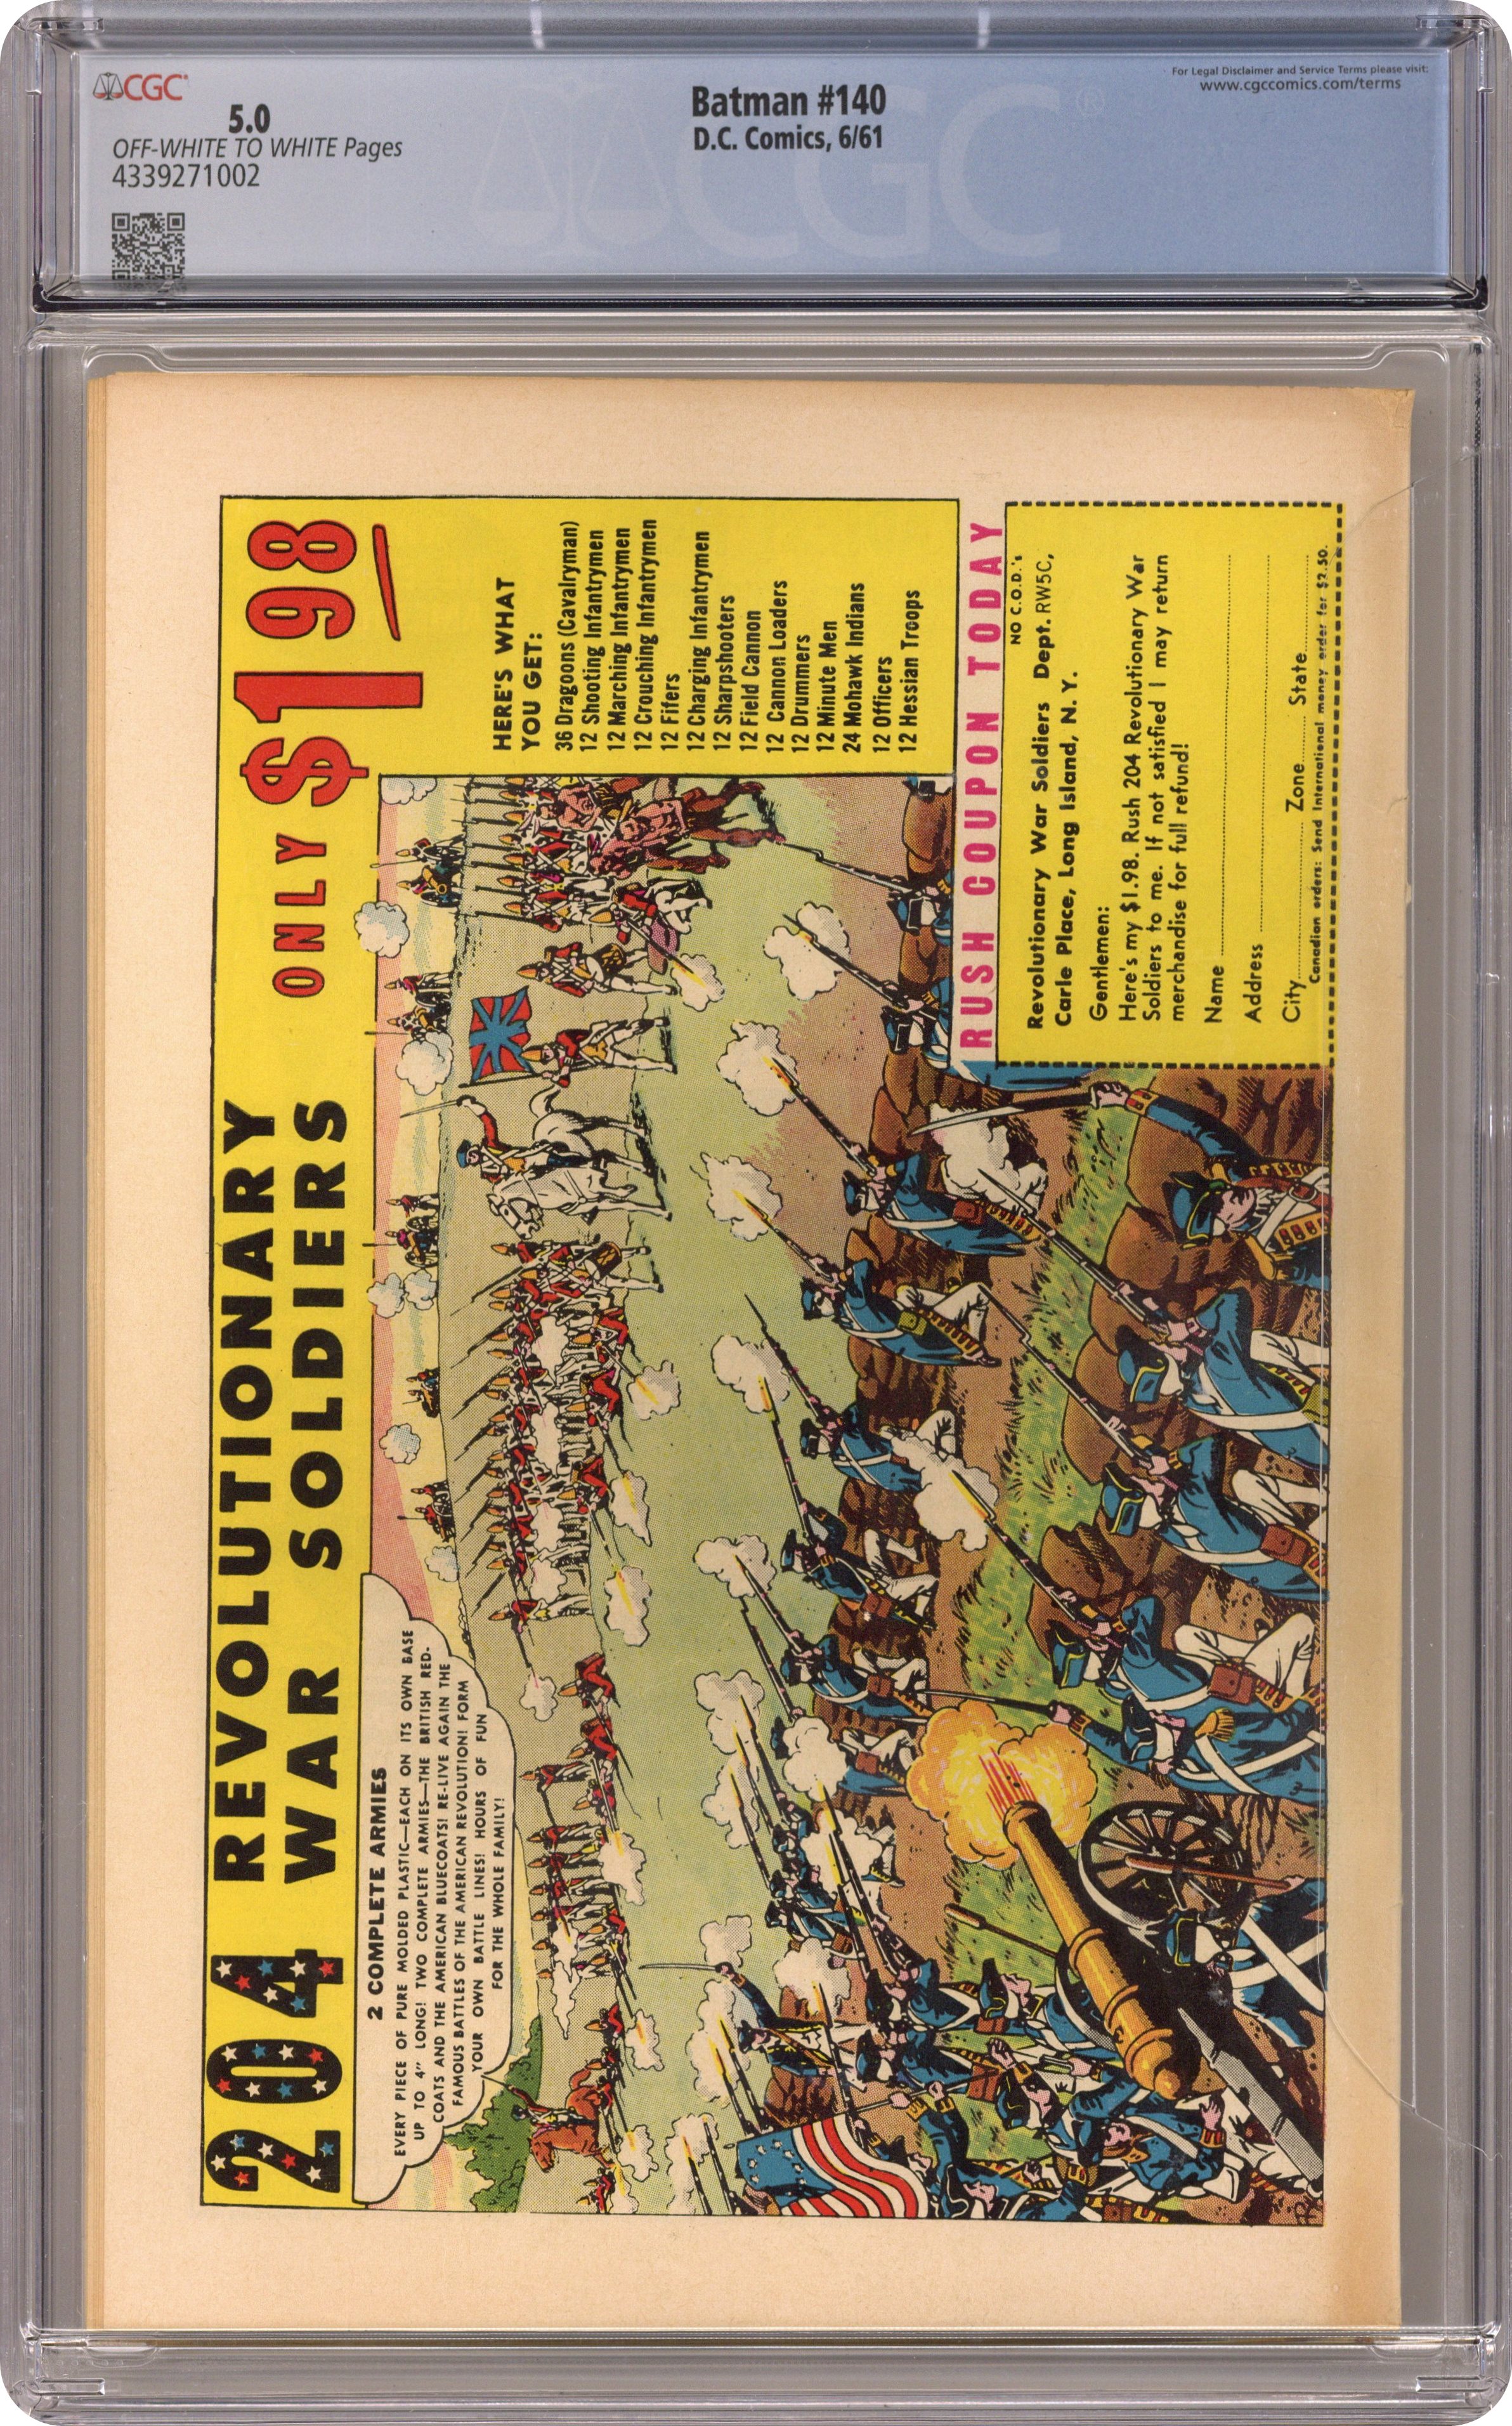 CGC
5.0
OFF-WHITE TO WHITE Pages
4339271002
Batman #140
D.C. Comics, 6/61
For Legal Disclaimer and Service Terms please visit:
www.cgccomics.com/terms
CGC®
204 REVOLUTIONARY
WAR SOLDIERS
ONLY $198
2 COMPLETE ARMIES
EVERY PIECE OF PURE MOLDED PLASTIC—EACH ON ITS OWN BASE
UP TO 4" LONG! TWO COMPLETE ARMIES—THE BRITISH RED-
COATS AND THE AMERICAN BLUECOATS! RE-LIVE AGAIN THE
FAMOUS BATTLES OF THE AMERICAN REVOLUTION! FORM
YOUR OWN BATTLE LINES! HOURS OF FUN
FOR THE WHOLE FAMILY!
HERE'S WHAT
YOU GET:
36 Dragoons (Cavalryman)
12 Shooting Infantrymen
12 Marching Infantrymen
12 Crouching Infantrymen
12 Fifers
12 Charging Infantrymen
12 Sharpshooters
12 Field Cannon
12 Cannon Loaders
12 Drummers
12 Minute Men
24 Mohawk Indians
12 Officers
12 Hessian Troops
RUSH COUPON TODAY
NO C.O.D.'s
Revolutionary War Soldiers Dept. RW5C,
Carle Place, Long Island, N. Y.
Gentlemen:
Here's my $1.98. Rush 204 Revolutionary War
Soldiers to me. If not satisfied I may return
merchandise for full refund!
Name
Address
City Zone State
Canadian orders: Send International money order for $2.50.